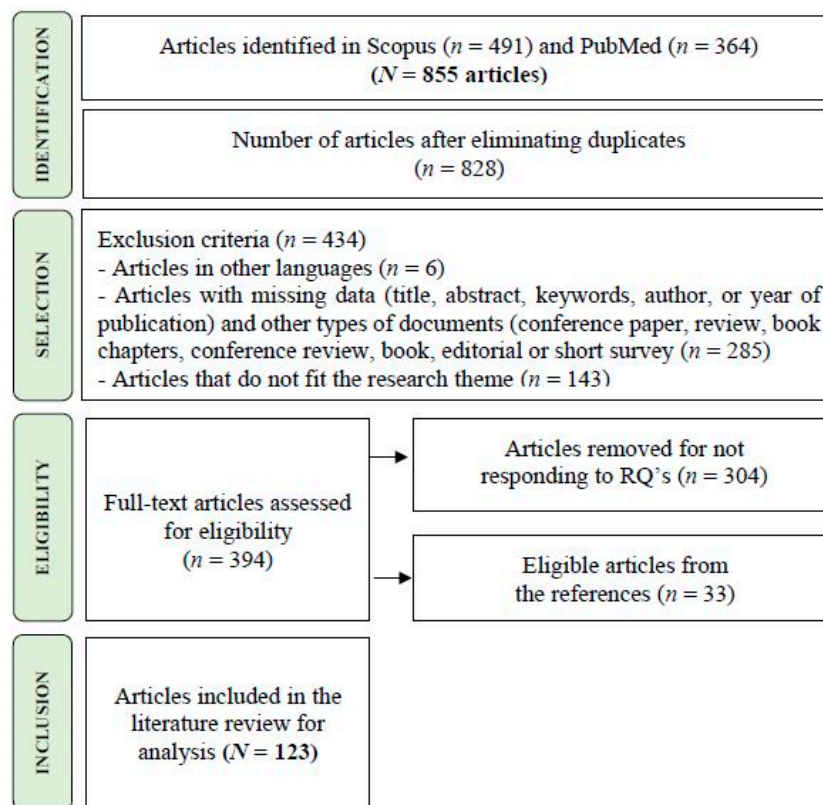 IDENTIFICATION
Articles identified in Scopus (n = 491) and PubMed (n = 364)
(N = 855 articles)
Number of articles after eliminating duplicates
(n = 828)
SELECTION
Exclusion criteria (n = 434)
- Articles in other languages (n = 6)
- Articles with missing data (title, abstract, keywords, author, or year of
publication) and other types of documents (conference paper, review, book
chapters, conference review, book, editorial or short survey (n = 285)
- Articles that do not fit the research theme (n = 143)
ELIGIBILITY
Full-text articles assessed
for eligibility
(n = 394)
Articles removed for not
responding to RQ’s (n = 304)
Eligible articles from
the references (n = 33)
INCLUSION
Articles included in the
literature review for
analysis (N = 123)